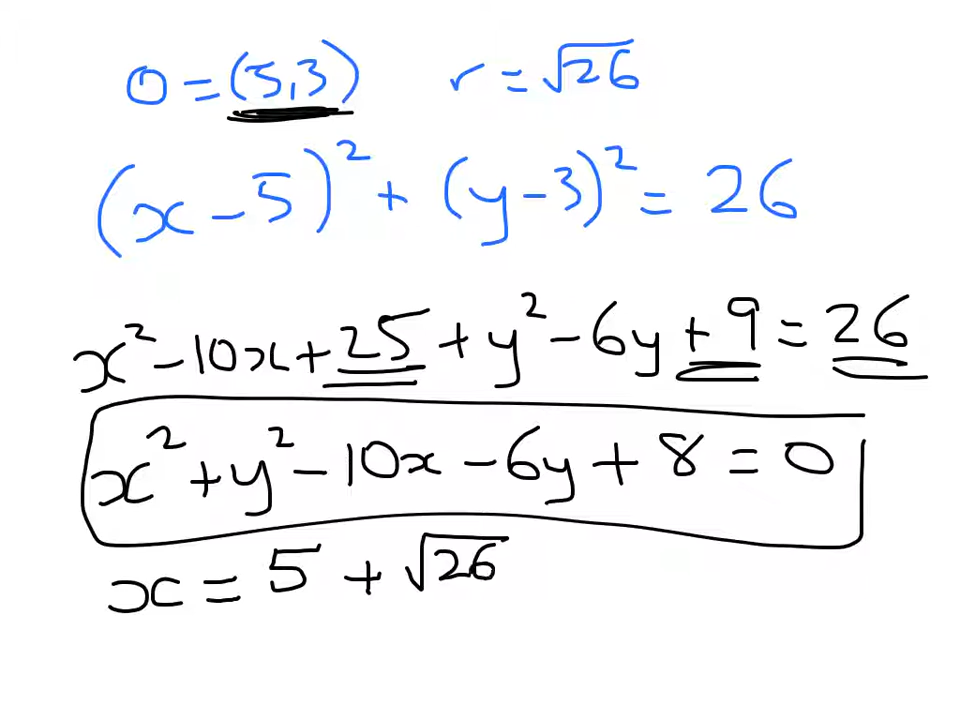 O = (5,3) r = √26
(x - 5)² + (y - 3)² = 26
x² - 10x + 25 + y² - 6y + 9 = 26
x² + y² - 10x - 6y + 8 = 0
x = 5 + √26